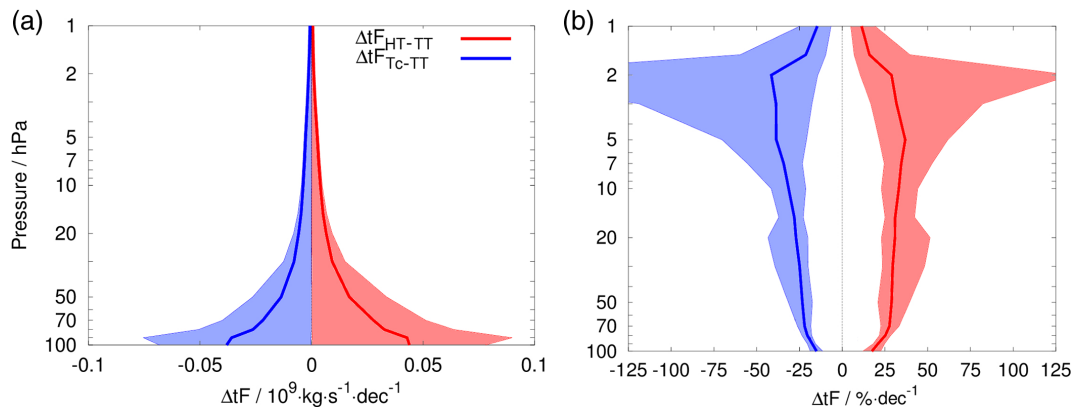 (a)
ΔtF_HT-TT
ΔtF_Tc-TT
1
2
5
7
10
20
50
70
100
Pressure / hPa
-0.1 -0.05 0 0.05 0.1
ΔtF / 10⁹·kg·s⁻¹·dec⁻¹
(b)
1
2
5
7
10
20
50
70
100
-125 -100 -75 -50 -25 0 25 50 75 100 125
ΔtF / %·dec⁻¹